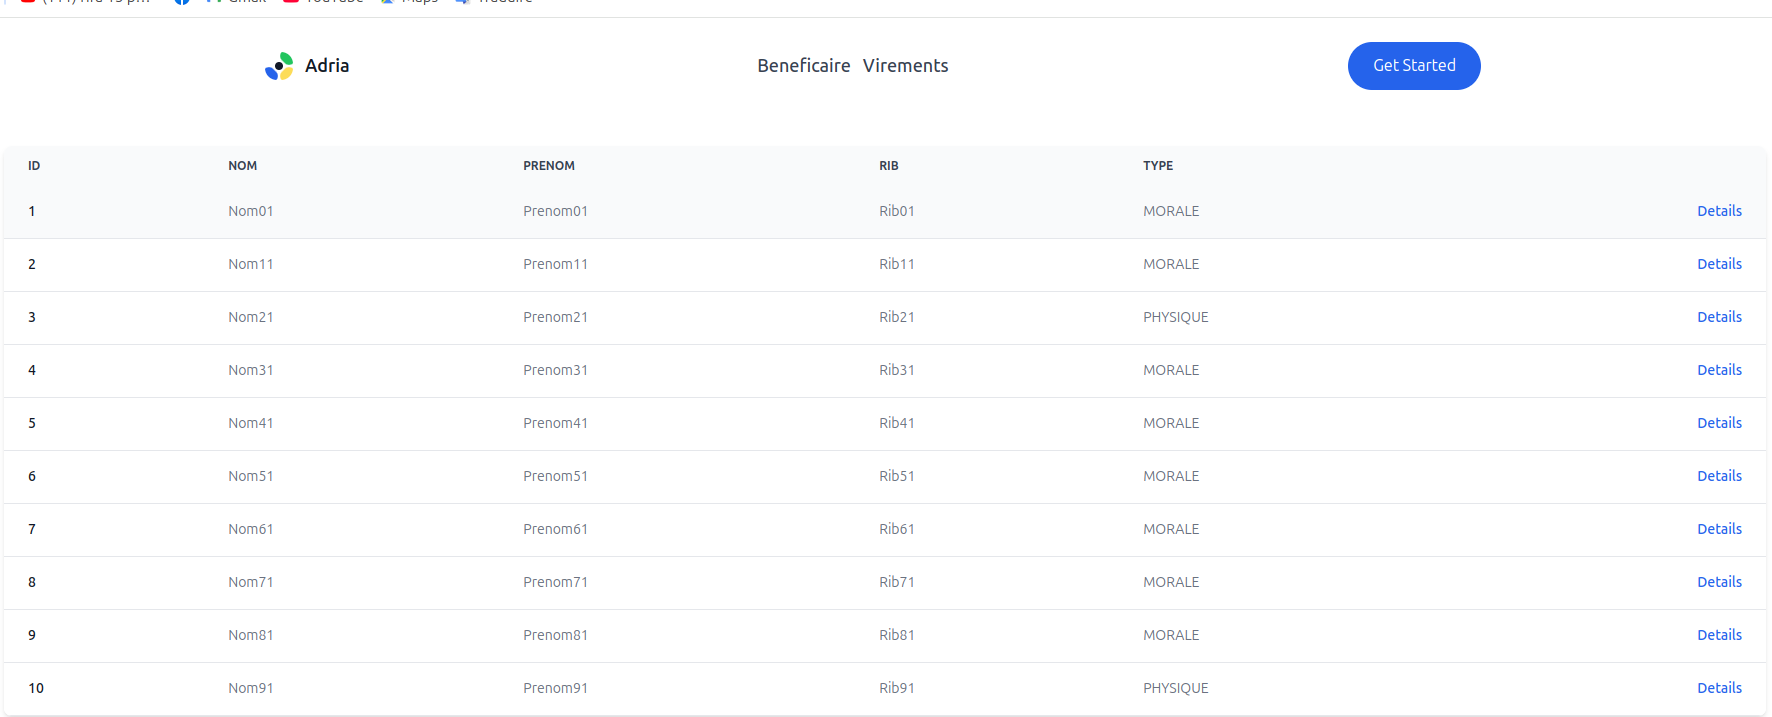 YouTube Maps
Adria Beneficaire Virements Get Started
ID NOM PRENOM RIB TYPE
1 Nom01 Prenom01 Rib01 MORALE Details
2 Nom11 Prenom11 Rib11 MORALE Details
3 Nom21 Prenom21 Rib21 PHYSIQUE Details
4 Nom31 Prenom31 Rib31 MORALE Details
5 Nom41 Prenom41 Rib41 MORALE Details
6 Nom51 Prenom51 Rib51 MORALE Details
7 Nom61 Prenom61 Rib61 MORALE Details
8 Nom71 Prenom71 Rib71 MORALE Details
9 Nom81 Prenom81 Rib81 MORALE Details
10 Nom91 Prenom91 Rib91 PHYSIQUE Details